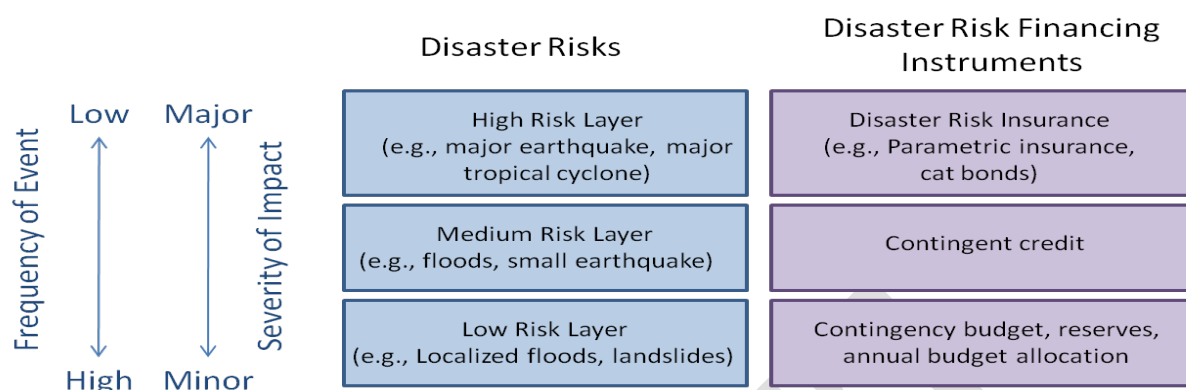 Disaster Risks
Disaster Risk Financing
Instruments
Low
Major
Frequency of Event
Severity of Impact
High
Minor
High Risk Layer
(e.g., major earthquake, major
tropical cyclone)
Disaster Risk Insurance
(e.g., Parametric insurance,
cat bonds)
Medium Risk Layer
(e.g., floods, small earthquake)
Contingent credit
Low Risk Layer
(e.g., Localized floods, landslides)
Contingency budget, reserves,
annual budget allocation